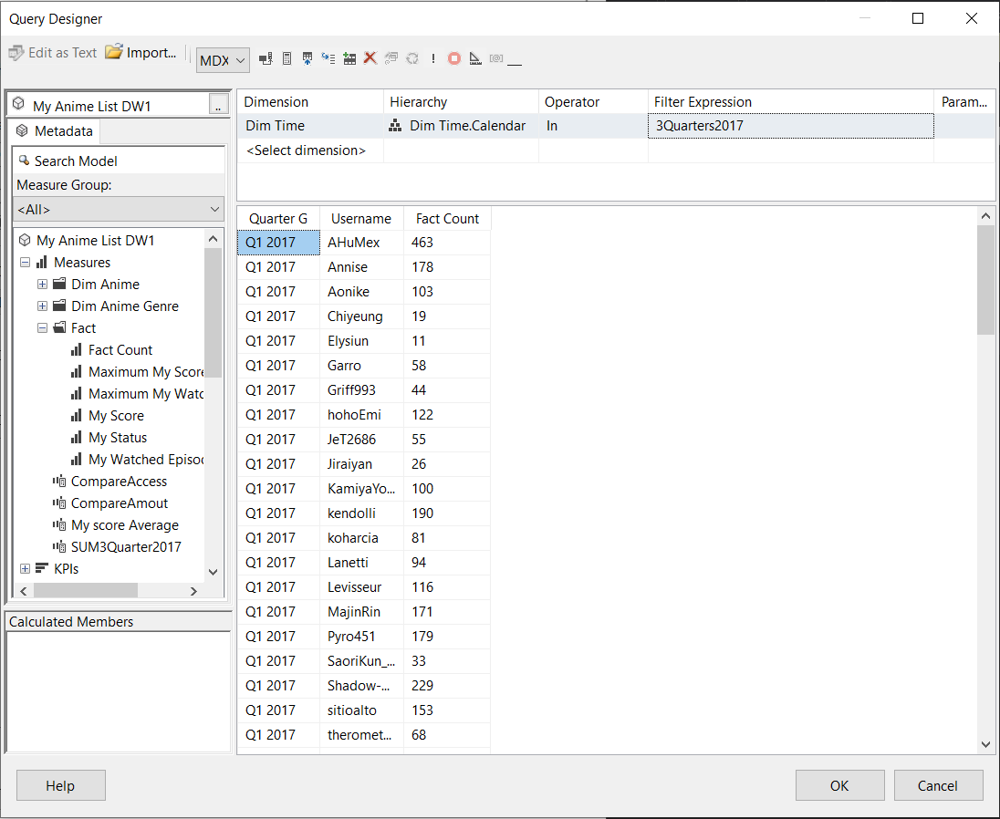 Query Designer
Edit as Text Import... MDX
My Anime List DW1 ..
Metadata
Search Model
Measure Group:
<All>
My Anime List DW1
Measures
Dim Anime
Dim Anime Genre
Fact
Fact Count
Maximum My Score
Maximum My Watc
My Score
My Status
My Watched Episod
CompareAccess
CompareAmout
My score Average
SUM3Quarter2017
KPIs
Calculated Members
Dimension Hierarchy Operator Filter Expression Param...
Dim Time Dim Time.Calendar In 3Quarters2017
<Select dimension>
Quarter G Username Fact Count
Q1 2017 AHuMex 463
Q1 2017 Annise 178
Q1 2017 Aonike 103
Q1 2017 Chiyeung 19
Q1 2017 Elysiun 11
Q1 2017 Garro 58
Q1 2017 Griff993 44
Q1 2017 hohoEmi 122
Q1 2017 JeT2686 55
Q1 2017 Jiraiyan 26
Q1 2017 KamiyaYo... 100
Q1 2017 kendolli 190
Q1 2017 koharcia 81
Q1 2017 Lanetti 94
Q1 2017 Levisseur 116
Q1 2017 MajinRin 171
Q1 2017 Pyro451 179
Q1 2017 SaoriKun_... 33
Q1 2017 Shadow-... 229
Q1 2017 sitioalto 153
Q1 2017 theromet... 68
Help OK Cancel